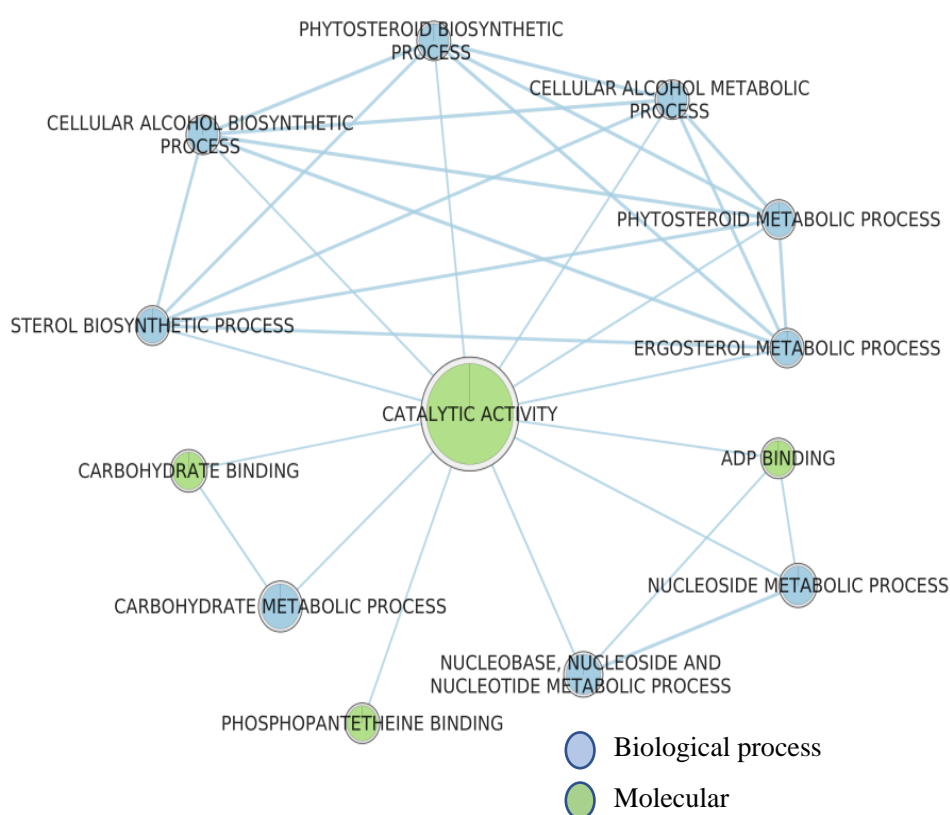 PHYTOSTEROID BIOSYNTHETIC
PROCESS
CELLULAR ALCOHOL METABOLIC
PROCESS
CELLULAR ALCOHOL BIOSYNTHETIC
PROCESS
PHYTOSTEROID METABOLIC PROCESS
STEROL BIOSYNTHETIC PROCESS
ERGOSTEROL METABOLIC PROCESS
CATALYTIC ACTIVITY
CARBOHYDRATE BINDING
ADP BINDING
NUCLEOSIDE METABOLIC PROCESS
CARBOHYDRATE METABOLIC PROCESS
NUCLEOBASE, NUCLEOSIDE AND
NUCLEOTIDE METABOLIC PROCESS
PHOSPHOPANTETHEINE BINDING
Biological process
Molecular